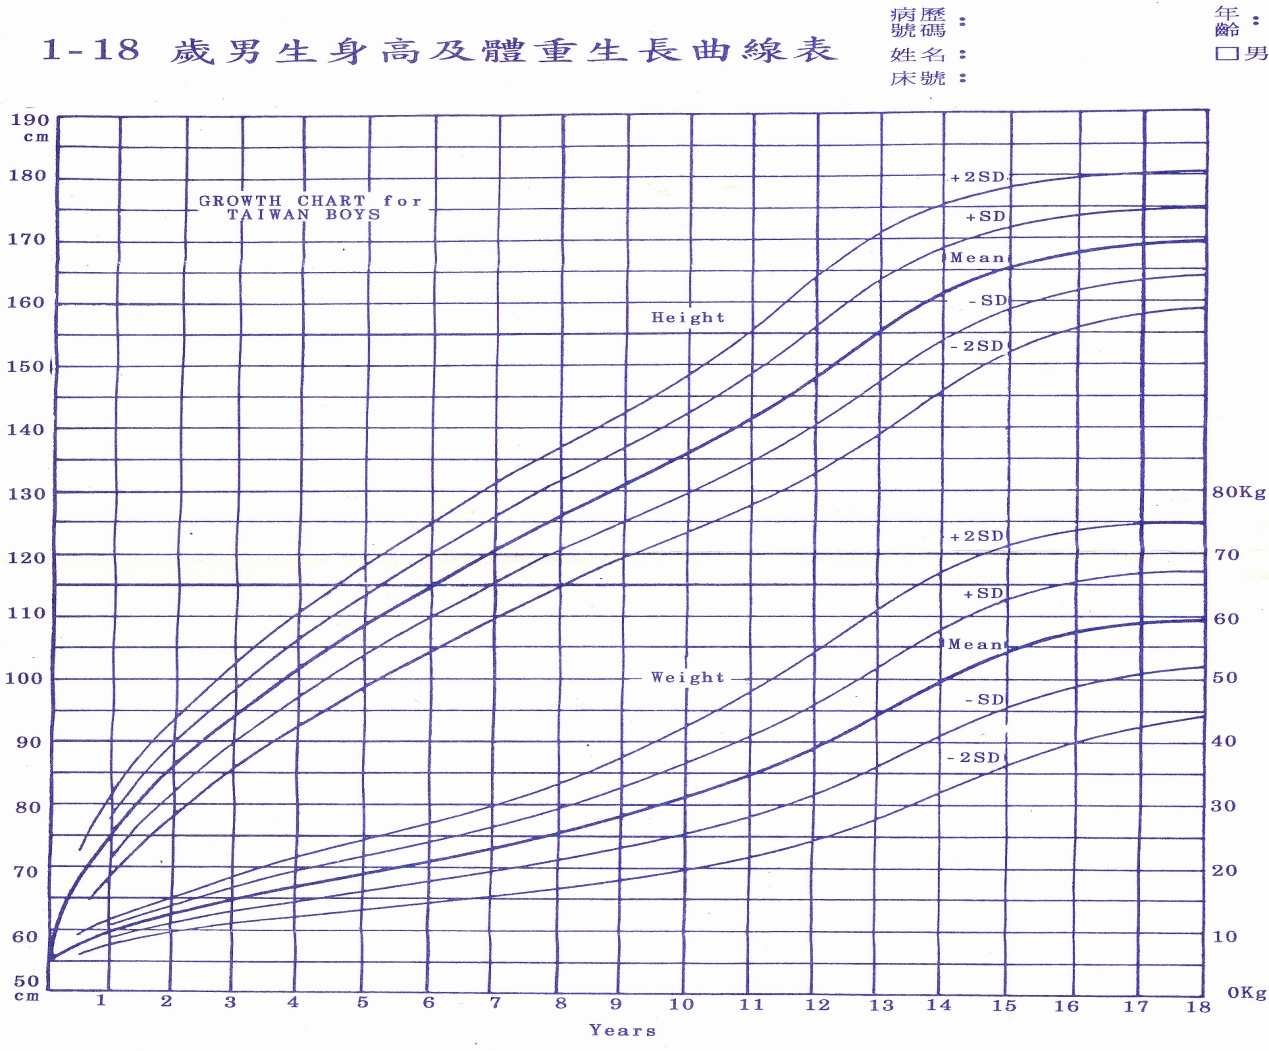 1-18 歲男生身高及體重生長曲線表
病歷號碼：
姓名：
床號：
年齡：
□男
190
cm
180
170
160
150
140
130
120
110
100
90
80
70
60
50
cm
GROWTH CHART for
TAIWAN BOYS
Height
+2SD
+SD
Mean
-SD
-2SD
Weight
+2SD
+SD
Mean
-SD
-2SD
80Kg
70
60
50
40
30
20
10
0Kg
1 2 3 4 5 6 7 8 9 10 11 12 13 14 15 16 17 18
Years